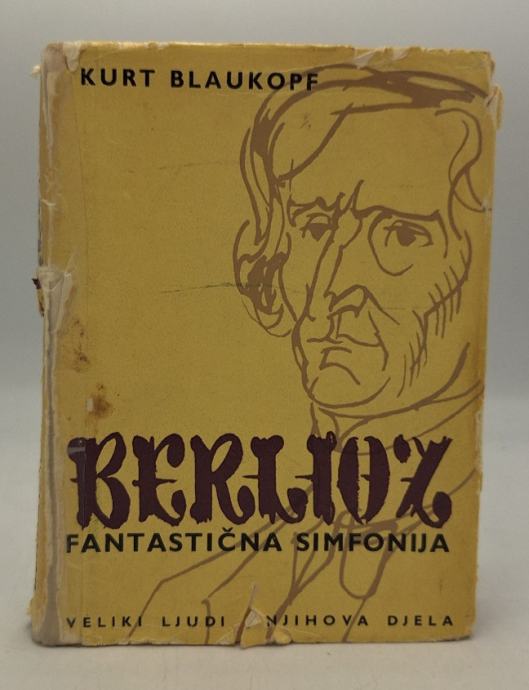 KURT BLAUKOPF
BERLIOZ
FANTASTIČNA SIMFONIJA
VELIKI LJUDI NJIHOVA DJELA